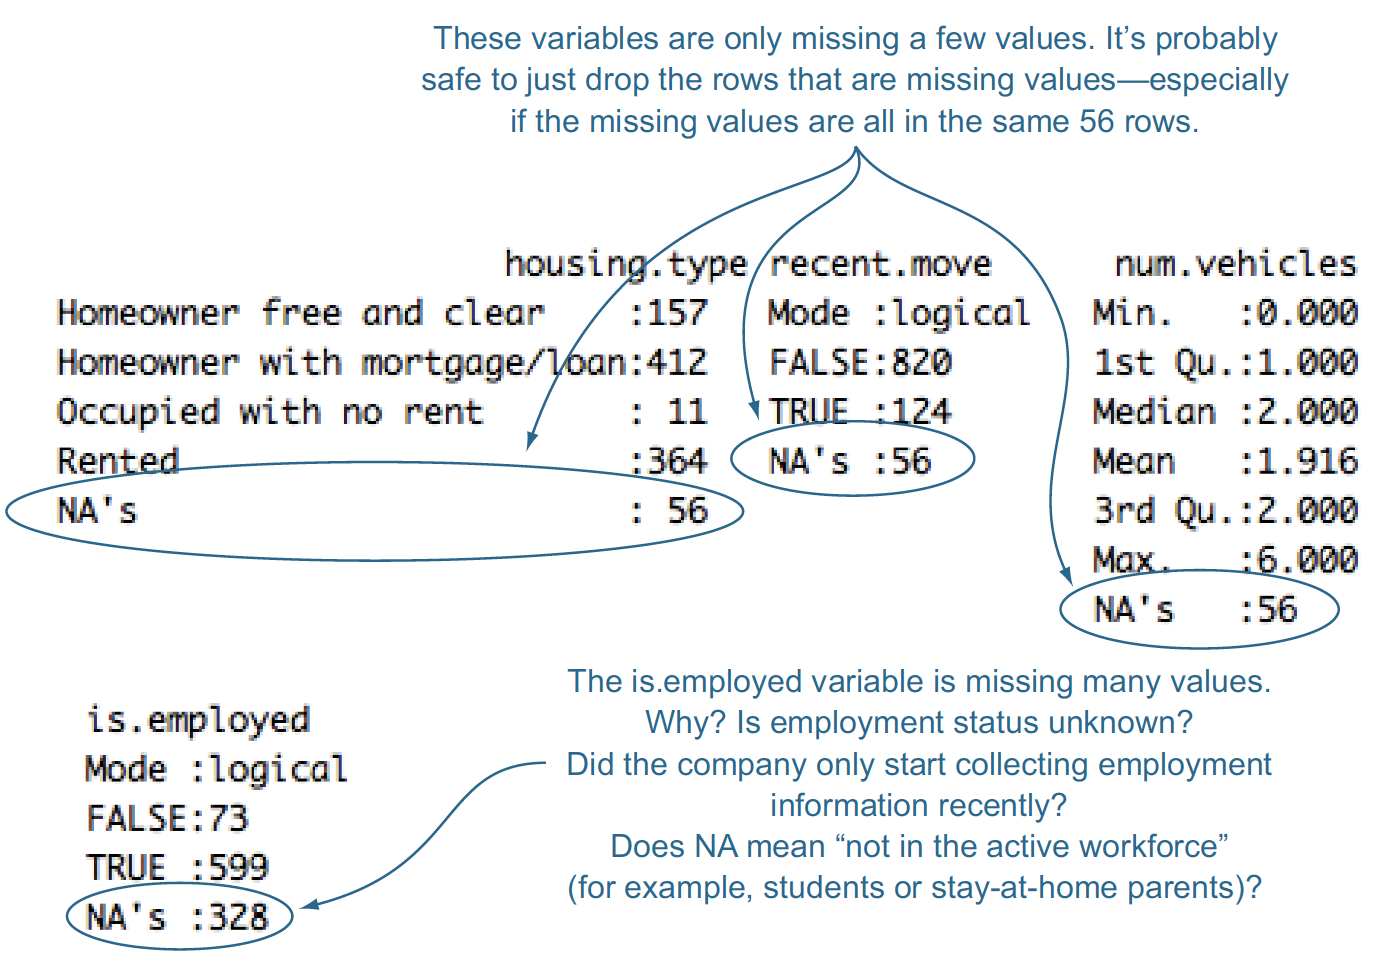 These variables are only missing a few values. It’s probably
safe to just drop the rows that are missing values—especially
if the missing values are all in the same 56 rows.
housing.type recent.move num.vehicles
Homeowner free and clear :157 Mode :logical Min. :0.000
Homeowner with mortgage/loan:412 FALSE:820 1st Qu.:1.000
Occupied with no rent : 11 TRUE :124 Median :2.000
Rented :364 NA's :56 Mean :1.916
NA's : 56 3rd Qu.:2.000
Max. :6.000
NA's :56
The is.employed variable is missing many values.
Why? Is employment status unknown?
Did the company only start collecting employment
information recently?
Does NA mean “not in the active workforce”
(for example, students or stay-at-home parents)?
is.employed
Mode :logical
FALSE:73
TRUE :599
NA's :328